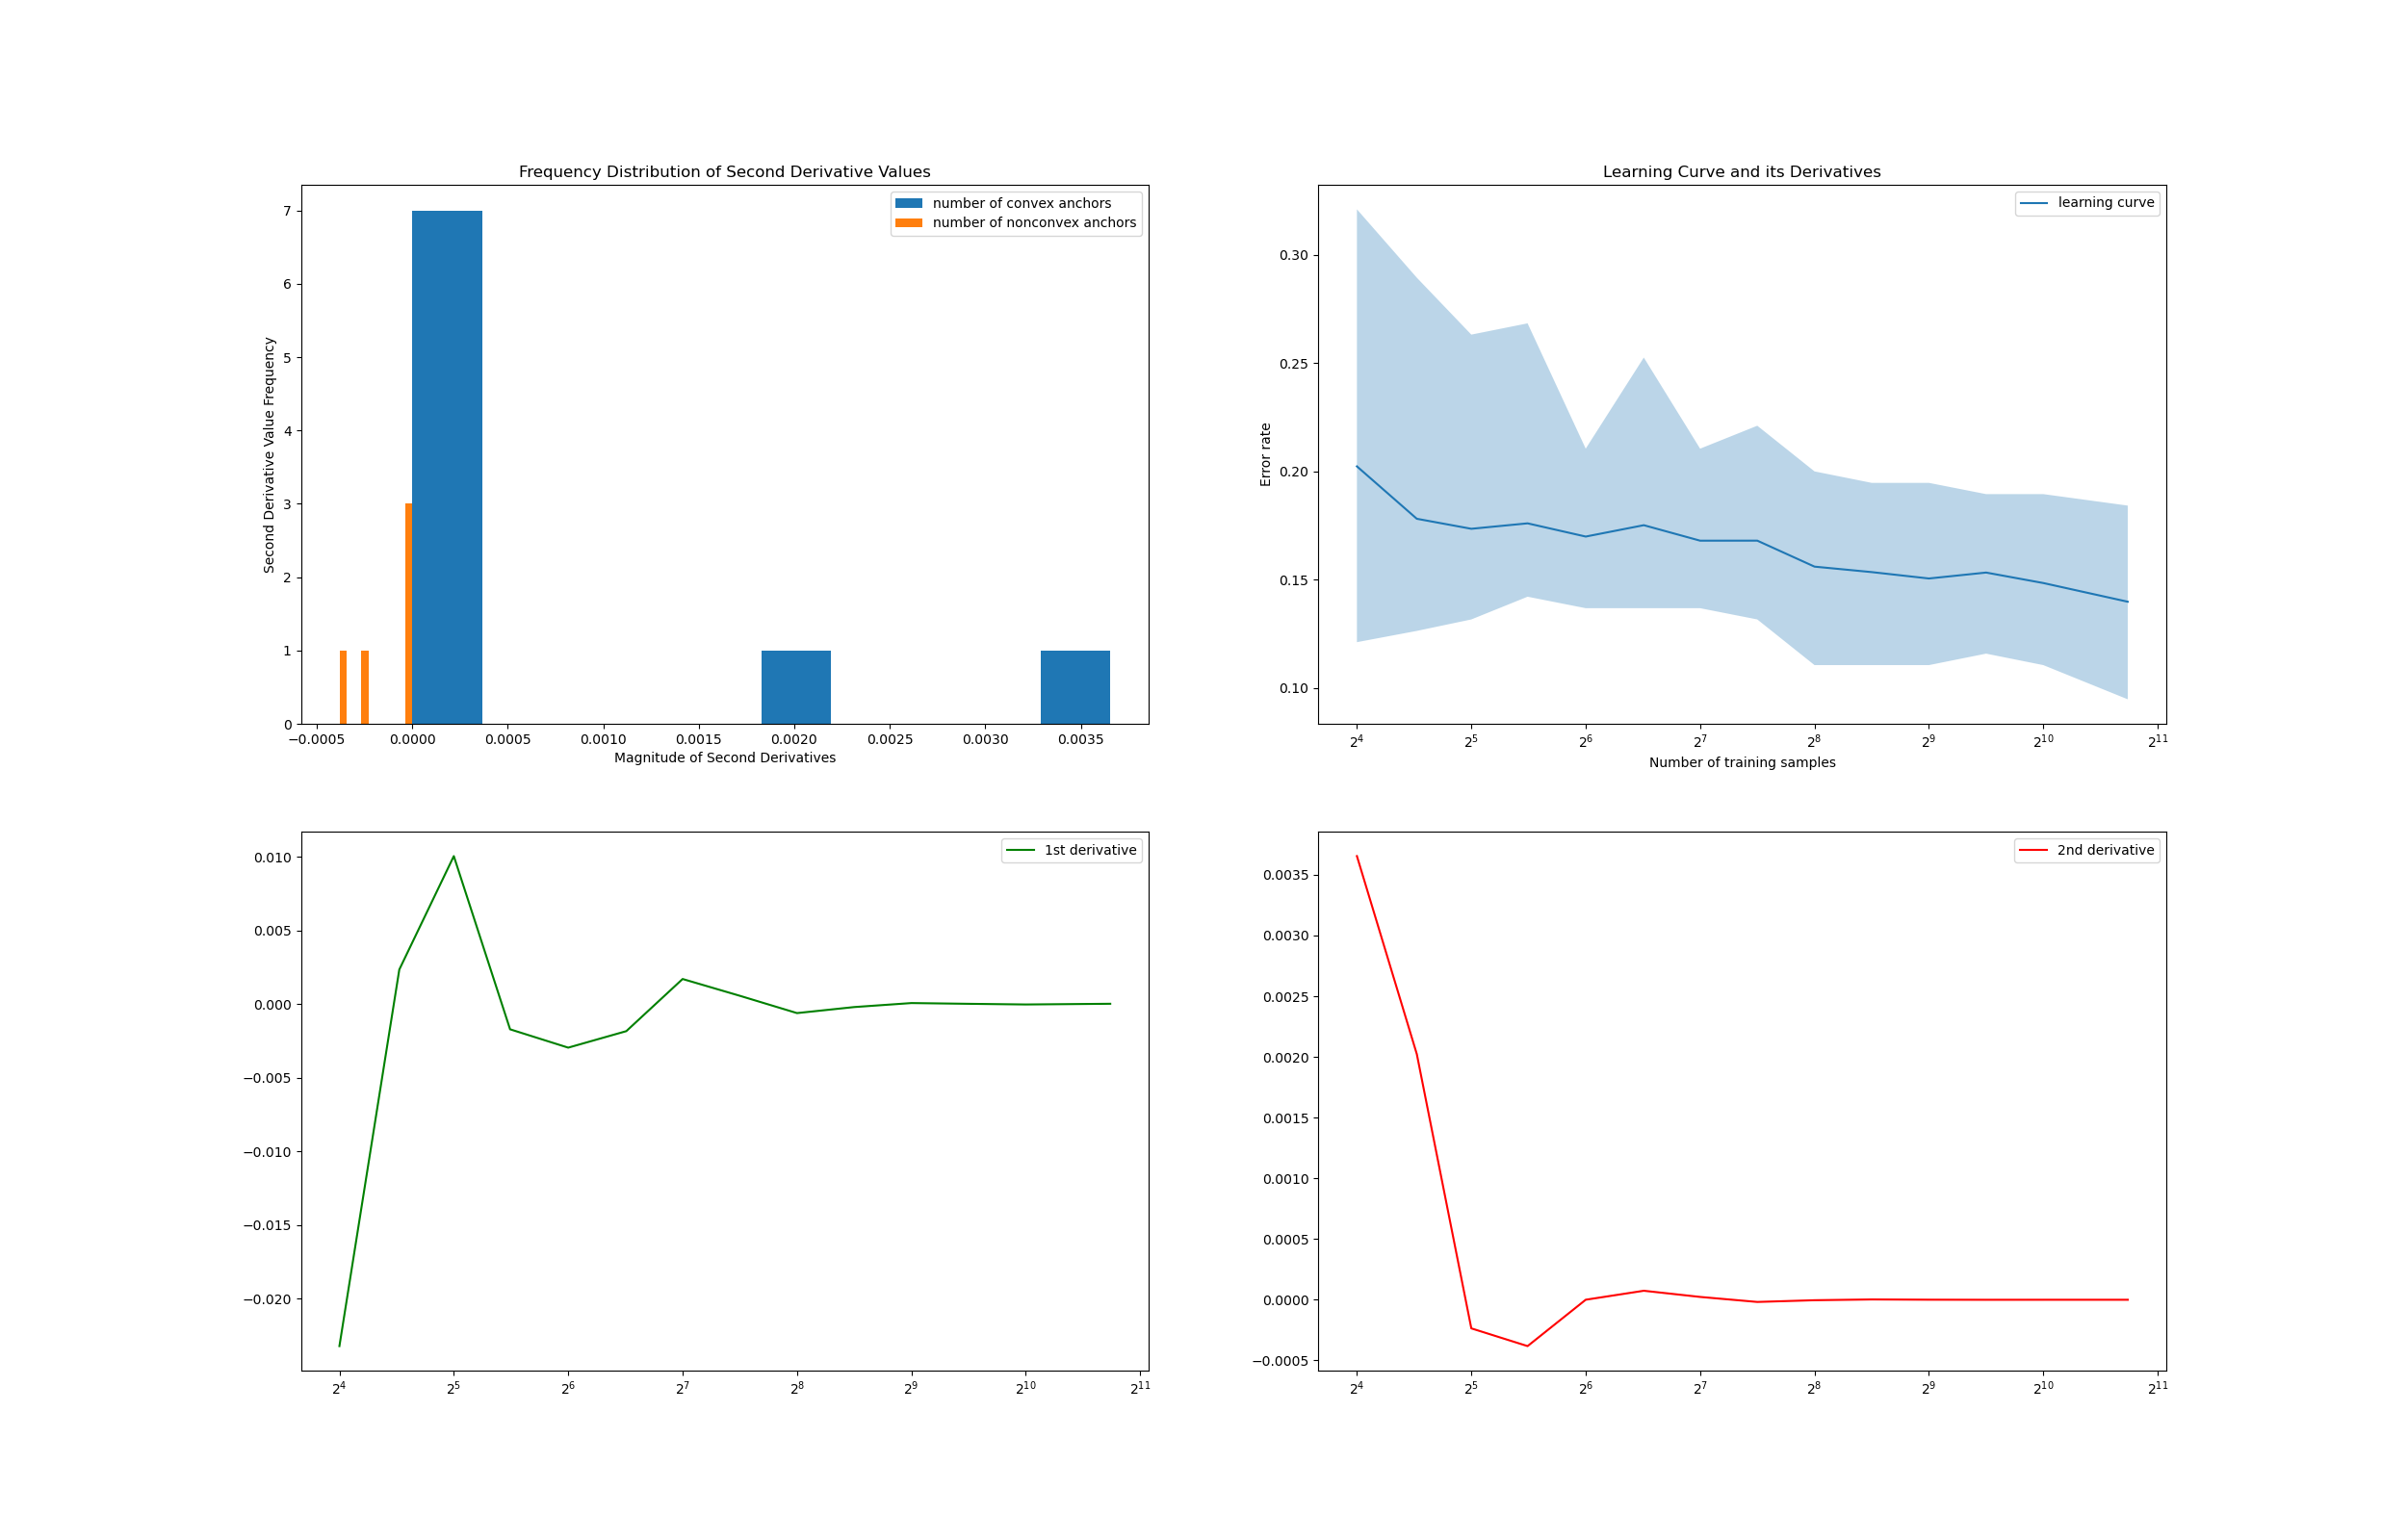 Frequency Distribution of Second Derivative Values
number of convex anchors
number of nonconvex anchors
Second Derivative Value Frequency
7
6
5
4
3
2
1
0
−0.0005 0.0000 0.0005 0.0010 0.0015 0.0020 0.0025 0.0030 0.0035
Magnitude of Second Derivatives
Learning Curve and its Derivatives
learning curve
Error rate
0.30
0.25
0.20
0.15
0.10
2⁴ 2⁵ 2⁶ 2⁷ 2⁸ 2⁹ 2¹⁰ 2¹¹
Number of training samples
1st derivative
0.010
0.005
0.000
−0.005
−0.010
−0.015
−0.020
2⁴ 2⁵ 2⁶ 2⁷ 2⁸ 2⁹ 2¹⁰ 2¹¹
2nd derivative
0.0035
0.0030
0.0025
0.0020
0.0015
0.0010
0.0005
0.0000
−0.0005
2⁴ 2⁵ 2⁶ 2⁷ 2⁸ 2⁹ 2¹⁰ 2¹¹